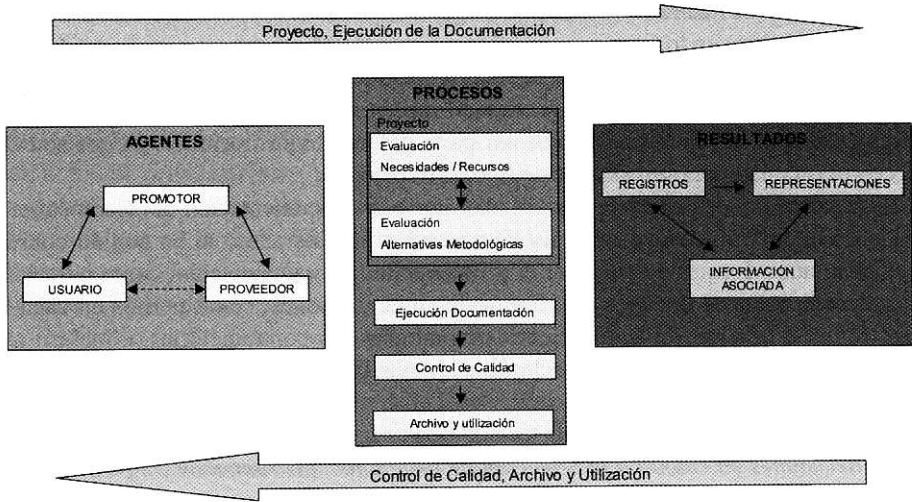 Proyecto, Ejecución de la Documentación
AGENTES
PROMOTOR
USUARIO
PROVEEDOR
PROCESOS
Proyecto
Evaluación
Necesidades / Recursos
Evaluación
Alternativas Metodológicas
Ejecución Documentación
Control de Calidad
Archivo y utilización
RESULTADOS
REGISTROS
REPRESENTACIONES
INFORMACIÓN
ASOCIADA
Control de Calidad, Archivo y Utilización